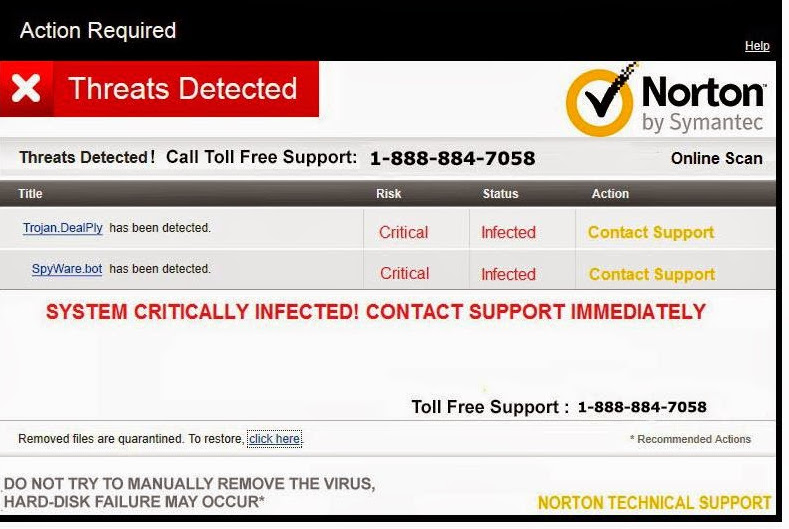 Action Required
Help
Threats Detected
Norton™
by Symantec
Threats Detected! Call Toll Free Support: 1-888-884-7058 Online Scan
Title Risk Status Action
Trojan.DealPly has been detected. Critical Infected Contact Support
SpyWare.bot has been detected. Critical Infected Contact Support
SYSTEM CRITICALLY INFECTED! CONTACT SUPPORT IMMEDIATELY
Toll Free Support : 1-888-884-7058
Removed files are quarantined. To restore, click here. * Recommended Actions
DO NOT TRY TO MANUALLY REMOVE THE VIRUS,
HARD-DISK FAILURE MAY OCCUR*
NORTON TECHNICAL SUPPORT